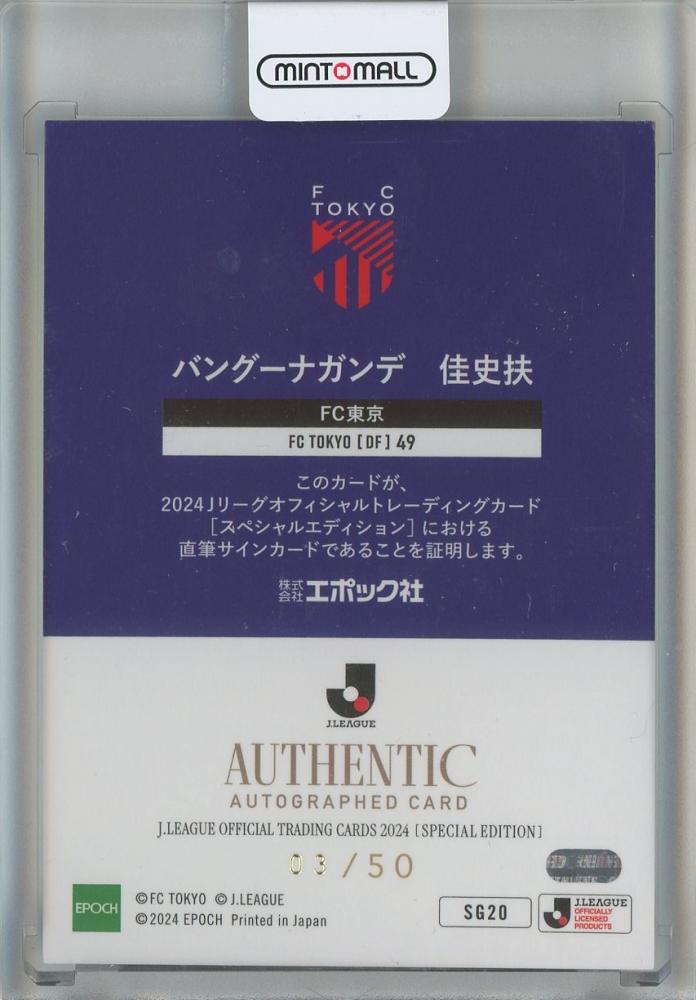 MINTMALL
F C
TOKYO
バングーナガンデ 佳史扶
FC東京
FC TOKYO [DF] 49
このカードが、
2024Jリーグオフィシャルトレーディングカード
[スペシャルエディション] における
直筆サインカードであることを証明します。
株式会社エポック社
J.LEAGUE
AUTHENTIC
AUTOGRAPHED CARD
J.LEAGUE OFFICIAL TRADING CARDS 2024 [SPECIAL EDITION]
03/50
EPOCH
©FC TOKYO ©J.LEAGUE
©2024 EPOCH Printed in Japan
SG20
J.LEAGUE
OFFICIALLY
LICENSED
PRODUCTS